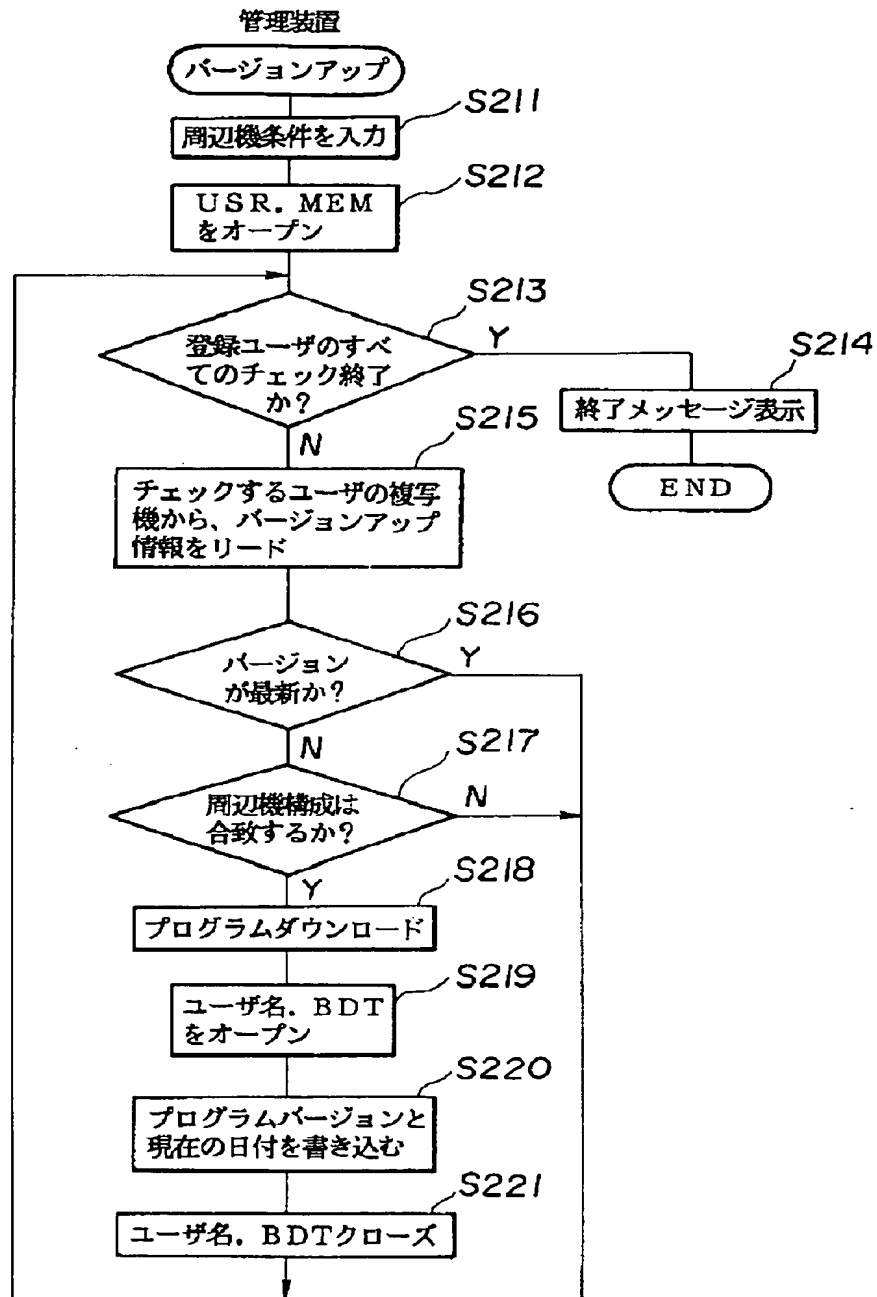 管理装置
バージョンアップ
S211
周辺機条件を入力
S212
USR.MEM
をオープン
S213
登録ユーザのすべ
てのチェック終了
か?
Y
S214
終了メッセージ表示
END
N
S215
チェックするユーザの複写
機から、バージョンアップ
情報をリード
S216
バージョン
が最新か?
Y
N
S217
周辺機構成は
合致するか?
N
Y
S218
プログラムダウンロード
S219
ユーザ名.BDT
をオープン
S220
プログラムバージョンと
現在の日付を書き込む
S221
ユーザ名.BDTクローズ